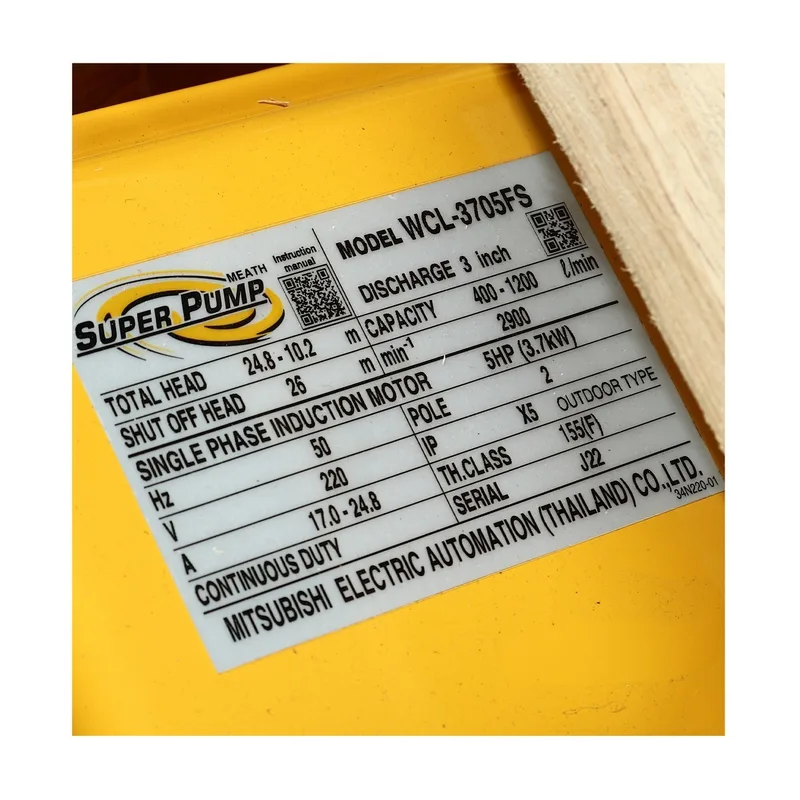 MEATH
SUPER PUMP
Instruction
manual
MODEL WCL-3705FS
DISCHARGE 3 inch
TOTAL HEAD 24.8 - 10.2 m CAPACITY 400 - 1200 ℓ/min
SHUT OFF HEAD 26 m min⁻¹ 2900
SINGLE PHASE INDUCTION MOTOR 5HP (3.7kW)
Hz 50 POLE 2
V 220 IP X5 OUTDOOR TYPE
A 17.0 - 24.8 TH.CLASS 155(F)
CONTINUOUS DUTY SERIAL J22
MITSUBISHI ELECTRIC AUTOMATION (THAILAND) CO.,LTD.
34N220-01